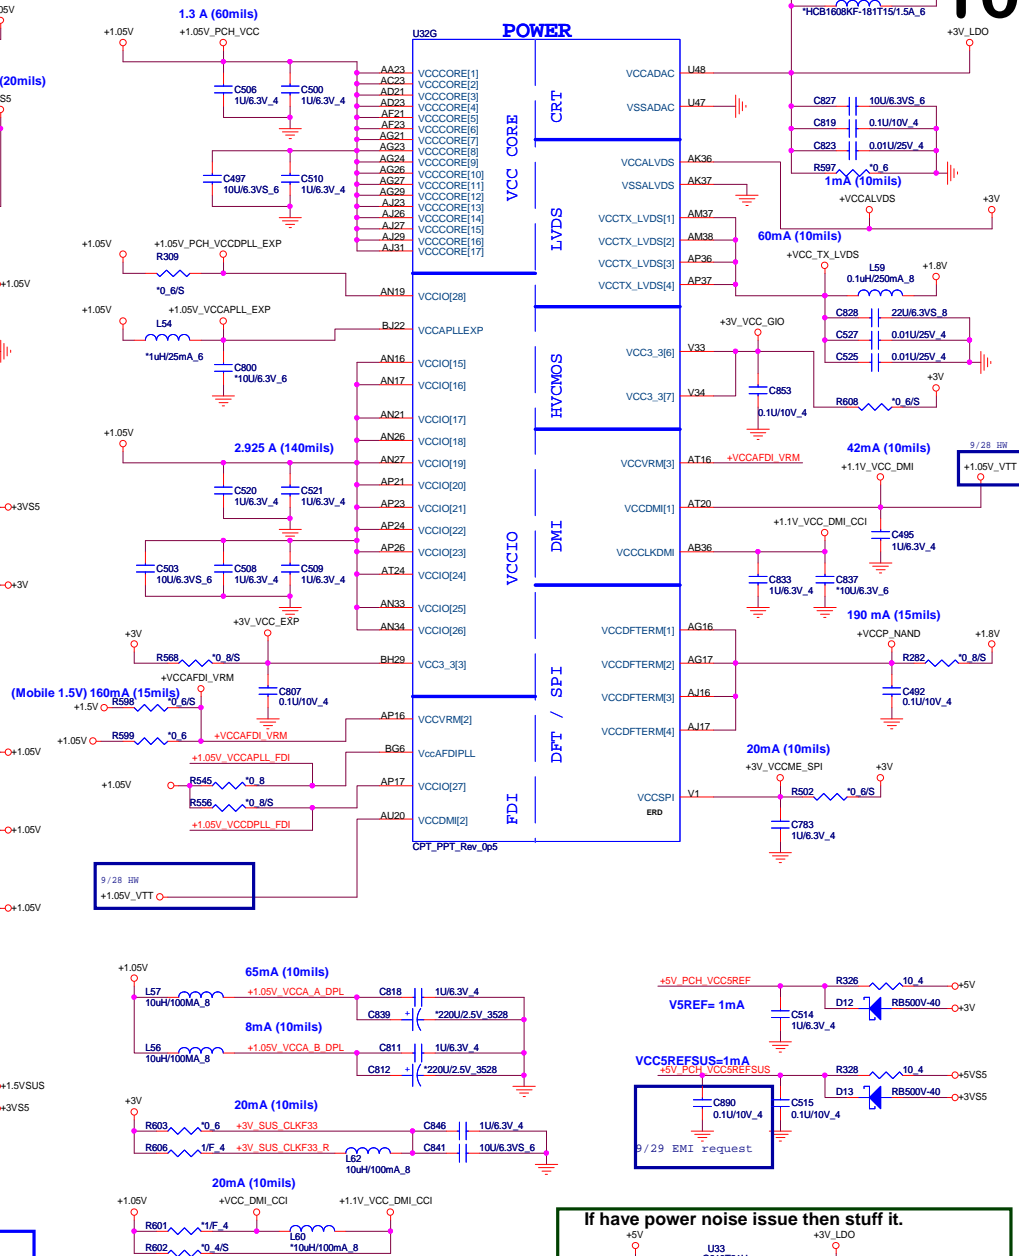 1.3 A (60mils)
+1.05V
+1.05V_PCH_VCC
C506
1U/6.3V_4
C500
1U/6.3V_4
C497
10U/6.3VS_6
C510
1U/6.3V_4
(20mils)
+1.05V
+1.05V_PCH_VCCDPLL_EXP
R309
*0_6/S
+1.05V
+1.05V
+1.05V_VCCAPLL_EXP
L54
*1uH/25mA_6
C800
*10U/6.3V_6
+1.05V
2.925 A (140mils)
C520
1U/6.3V_4
C521
1U/6.3V_4
+3VS5
C503
10U/6.3VS_6
C508
1U/6.3V_4
C509
1U/6.3V_4
+3V
+3V
+3V_VCC_EXP
R568
*0_8/S
C807
0.1U/10V_4
+VCCAFDI_VRM
(Mobile 1.5V) 160mA (15mils)
+1.5V
R598
*0_6/S
+1.05V
R599
*0_6
+VCCAFDI_VRM
+1.05V
+1.05V_VCCAPLL_FDI
+1.05V
R545
*0_8
R556
*0_8/S
+1.05V_VCCDPLL_FDI
+1.05V
9/28 HW
+1.05V_VTT
+1.05V
POWER
U32G
AA23 VCCCORE[1]
AC23 VCCCORE[2]
AD21 VCCCORE[3]
AD23 VCCCORE[4]
AF21 VCCCORE[5]
AF23 VCCCORE[6]
AG21 VCCCORE[7]
AG23 VCCCORE[8]
AG24 VCCCORE[9]
AG26 VCCCORE[10]
AG27 VCCCORE[11]
AG29 VCCCORE[12]
AJ23 VCCCORE[13]
AJ26 VCCCORE[14]
AJ27 VCCCORE[15]
AJ29 VCCCORE[16]
AJ31 VCCCORE[17]
AN19 VCCIO[28]
BJ22 VCCAPLLEXP
AN16 VCCIO[15]
AN17 VCCIO[16]
AN21 VCCIO[17]
AN26 VCCIO[18]
AN27 VCCIO[19]
AP21 VCCIO[20]
AP23 VCCIO[21]
AP24 VCCIO[22]
AP26 VCCIO[23]
AT24 VCCIO[24]
AN33 VCCIO[25]
AN34 VCCIO[26]
BH29 VCC3_3[3]
AP16 VCCVRM[2]
BG6 VccAFDIPLL
AP17 VCCIO[27]
AU20 VCCDMI[2]
VCC CORE
VCCIO
FDI
CRT
LVDS
HVCMOS
DMI
DFT / SPI
VCCADAC U48
VSSADAC U47
VCCALVDS AK36
VSSALVDS AK37
VCCTX_LVDS[1] AM37
VCCTX_LVDS[2] AM38
VCCTX_LVDS[3] AP36
VCCTX_LVDS[4] AP37
VCC3_3[6] V33
VCC3_3[7] V34
VCCVRM[3] AT16
VCCDMI[1] AT20
VCCCLKDMI AB36
VCCDFTERM[1] AG16
VCCDFTERM[2] AG17
VCCDFTERM[3] AJ16
VCCDFTERM[4] AJ17
VCCSPI V1
ERD
CPT_PPT_Rev_0p5
*HCB1608KF-181T15/1.5A_6
+3V_LDO
C827
10U/6.3VS_6
C819
0.1U/10V_4
C823
0.01U/25V_4
R597
*0_6
1mA (10mils)
+VCCALVDS
+3V
60mA (10mils)
+VCC_TX_LVDS
L59
0.1uH/250mA_8
+1.8V
C828
22U/6.3VS_8
C527
0.01U/25V_4
C525
0.01U/25V_4
+3V_VCC_GIO
C853
0.1U/10V_4
+3V
R608
*0_6/S
+VCCAFDI_VRM
42mA (10mils)
+1.1V_VCC_DMI
9/28 HW
+1.05V_VTT
C495
1U/6.3V_4
+1.1V_VCC_DMI_CCI
C833
1U/6.3V_4
C837
*10U/6.3V_6
190 mA (15mils)
+VCCP_NAND
R282
*0_8/S
+1.8V
C492
0.1U/10V_4
20mA (10mils)
+3V_VCCME_SPI
+3V
R502
*0_6/S
C783
1U/6.3V_4
+1.05V
65mA (10mils)
L57
10uH/100MA_8
+1.05V_VCCA_A_DPL
C818
1U/6.3V_4
C839
*220U/2.5V_3528
8mA (10mils)
L56
10uH/100MA_8
+1.05V_VCCA_B_DPL
C811
1U/6.3V_4
C812
*220U/2.5V_3528
+1.5VSUS
+3VS5
+3V
20mA (10mils)
R603
*0_6
+3V_SUS_CLKF33
C846
1U/6.3V_4
R606
1/F_4
+3V_SUS_CLKF33_R
L62
10uH/100mA_8
C841
10U/6.3VS_6
20mA (10mils)
+1.05V
+VCC_DMI_CCI
+1.1V_VCC_DMI_CCI
R601
*1/F_4
L60
*10uH/100mA_8
R602
*0_4/S
+5V_PCH_VCC5REF
V5REF= 1mA
R326
10_4
+5V
D12
RB500V-40
+3V
C514
1U/6.3V_4
VCC5REFSUS=1mA
+5V_PCH_VCC5REFSUS
R328
10_4
+5VS5
D13
RB500V-40
+3VS5
C890
0.1U/10V_4
C515
0.1U/10V_4
9/29 EMI request
If have power noise issue then stuff it.
+5V
U33
+3V_LDO